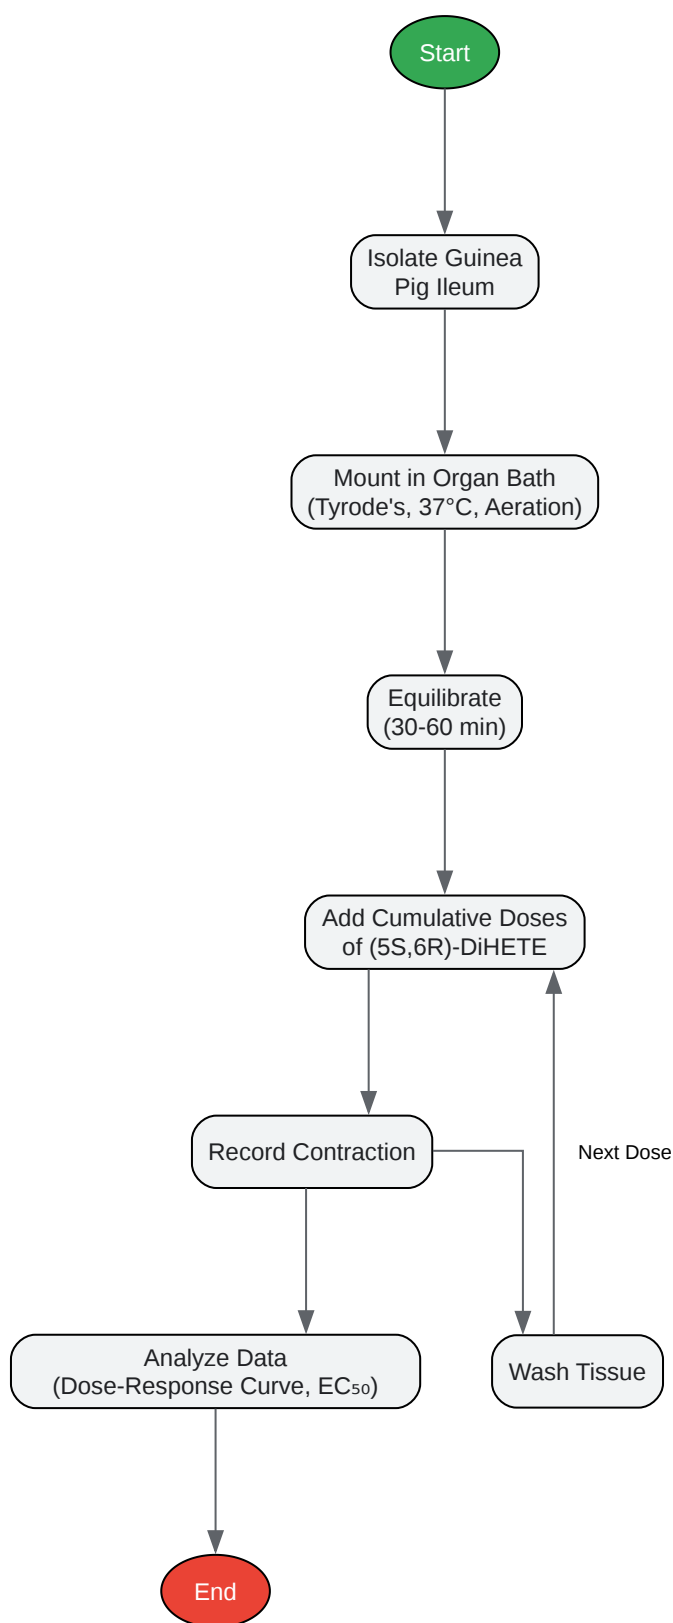 Start
Isolate Guinea
Pig Ileum
Mount in Organ Bath
(Tyrode's, 37°C, Aeration)
Equilibrate
(30-60 min)
Add Cumulative Doses
of (5S,6R)-DiHETE
Record Contraction
Next Dose
Analyze Data
(Dose-Response Curve, EC₅₀)
Wash Tissue
End